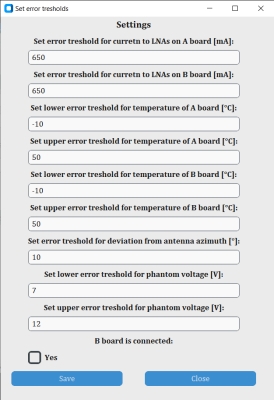 Set error tresholds
Settings
Set error treshold for curretn to LNAs on A board [mA]:
650
Set error treshold for curretn to LNAs on B board [mA]:
650
Set lower error treshold for temperature of A board [°C]:
-10
Set upper error treshold for temperature of A board [°C]:
50
Set lower error treshold for temperature of B board [°C]:
-10
Set upper error treshold for temperature of B board [°C]:
50
Set error treshold for deviation from antenna azimuth [°]:
10
Set lower error treshold for phantom voltage [V]:
7
Set upper error treshold for phantom voltage [V]:
12
B board is connected:
Yes
Save Close